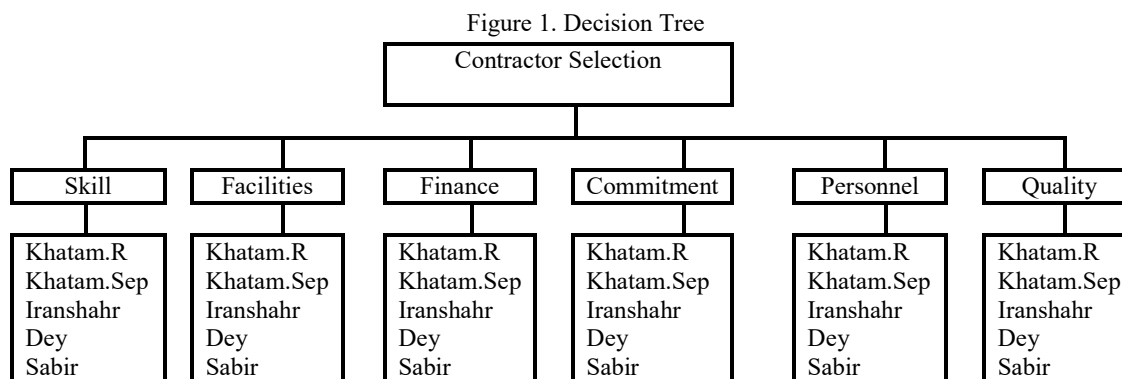 Figure 1. Decision Tree
Contractor Selection
Skill
Facilities
Finance
Commitment
Personnel
Quality
Khatam.R
Khatam.Sep
Iranshahr
Dey
Sabir
Khatam.R
Khatam.Sep
Iranshahr
Dey
Sabir
Khatam.R
Khatam.Sep
Iranshahr
Dey
Sabir
Khatam.R
Khatam.Sep
Iranshahr
Dey
Sabir
Khatam.R
Khatam.Sep
Iranshahr
Dey
Sabir
Khatam.R
Khatam.Sep
Iranshahr
Dey
Sabir